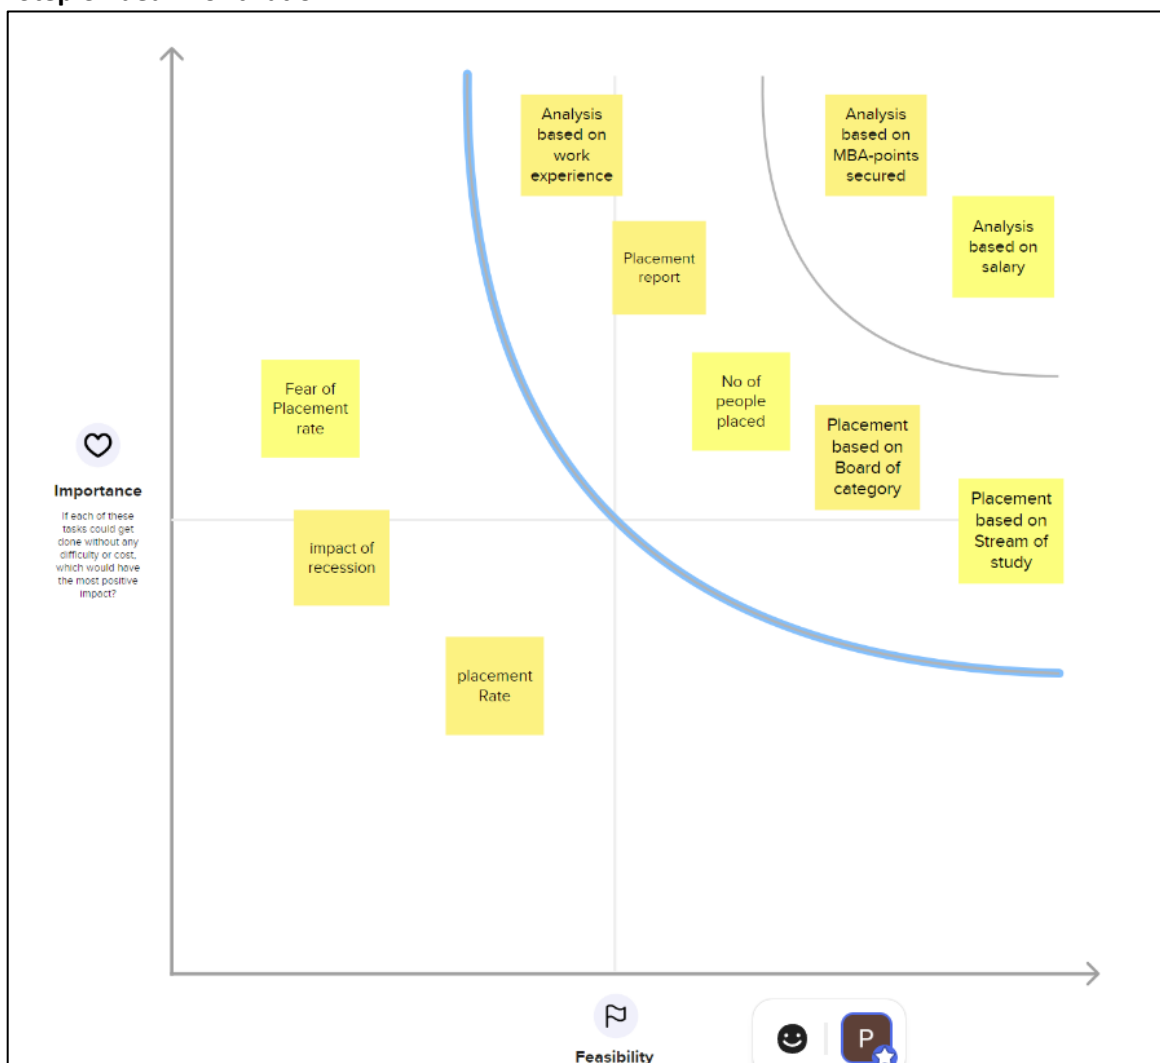 Analysis
based on
work
experience
Analysis
based on
MBA-points
secured
Analysis
based on
salary
Placement
report
Fear of
Placement
rate
No of
people
placed
Placement
based on
Board of
category
Placement
based on
Stream of
study
impact of
recession
placement
Rate
Importance
If each of these
tasks could get
done without any
difficulty or cost,
which would have
the most positive
impact?
Feasibility
P